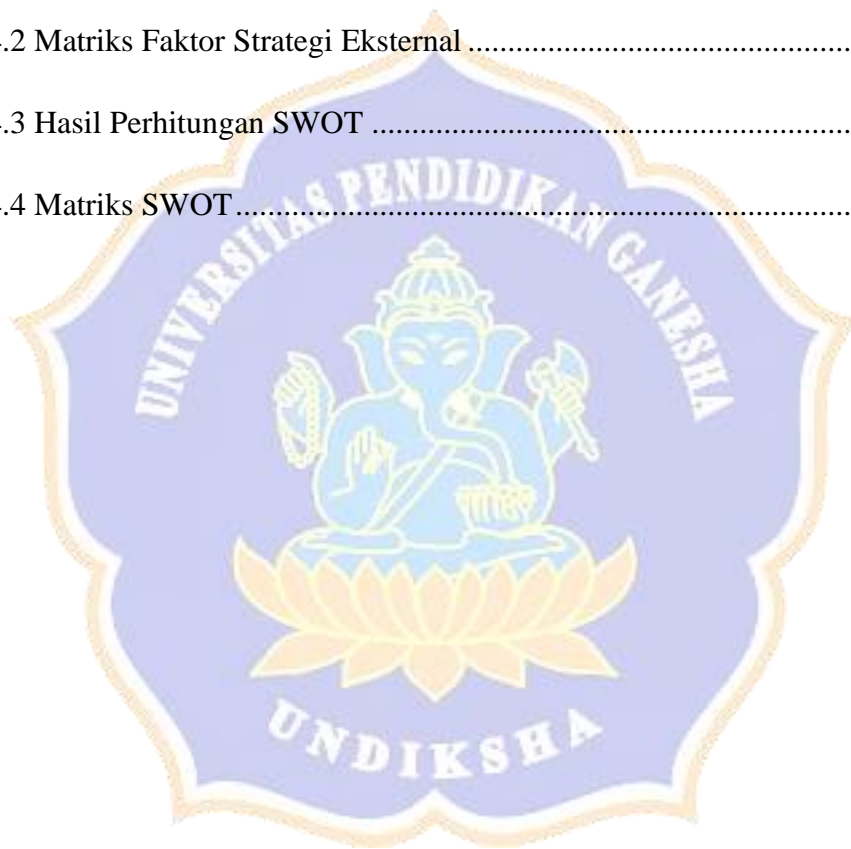 .2 Matriks Faktor Strategi Eksternal ................................................
.3 Hasil Perhitungan SWOT ............................................................
.4 Matriks SWOT.............................................................................
UNIVERSITAS PENDIDIKAN GANESHA
UNDIKSHA